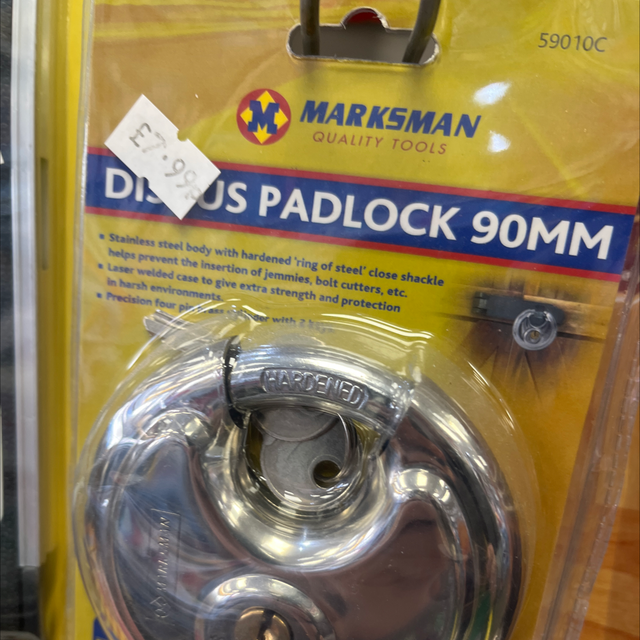 59010C
MARKSMAN
QUALITY TOOLS
£7.99
DIS US PADLOCK 90MM
▪ Stainless steel body with hardened 'ring of steel' close shackle
helps prevent the insertion of jemmies, bolt cutters, etc.
▪ Laser welded case to give extra strength and protection
in harsh environments.
▪ Precision four with
HARDENED